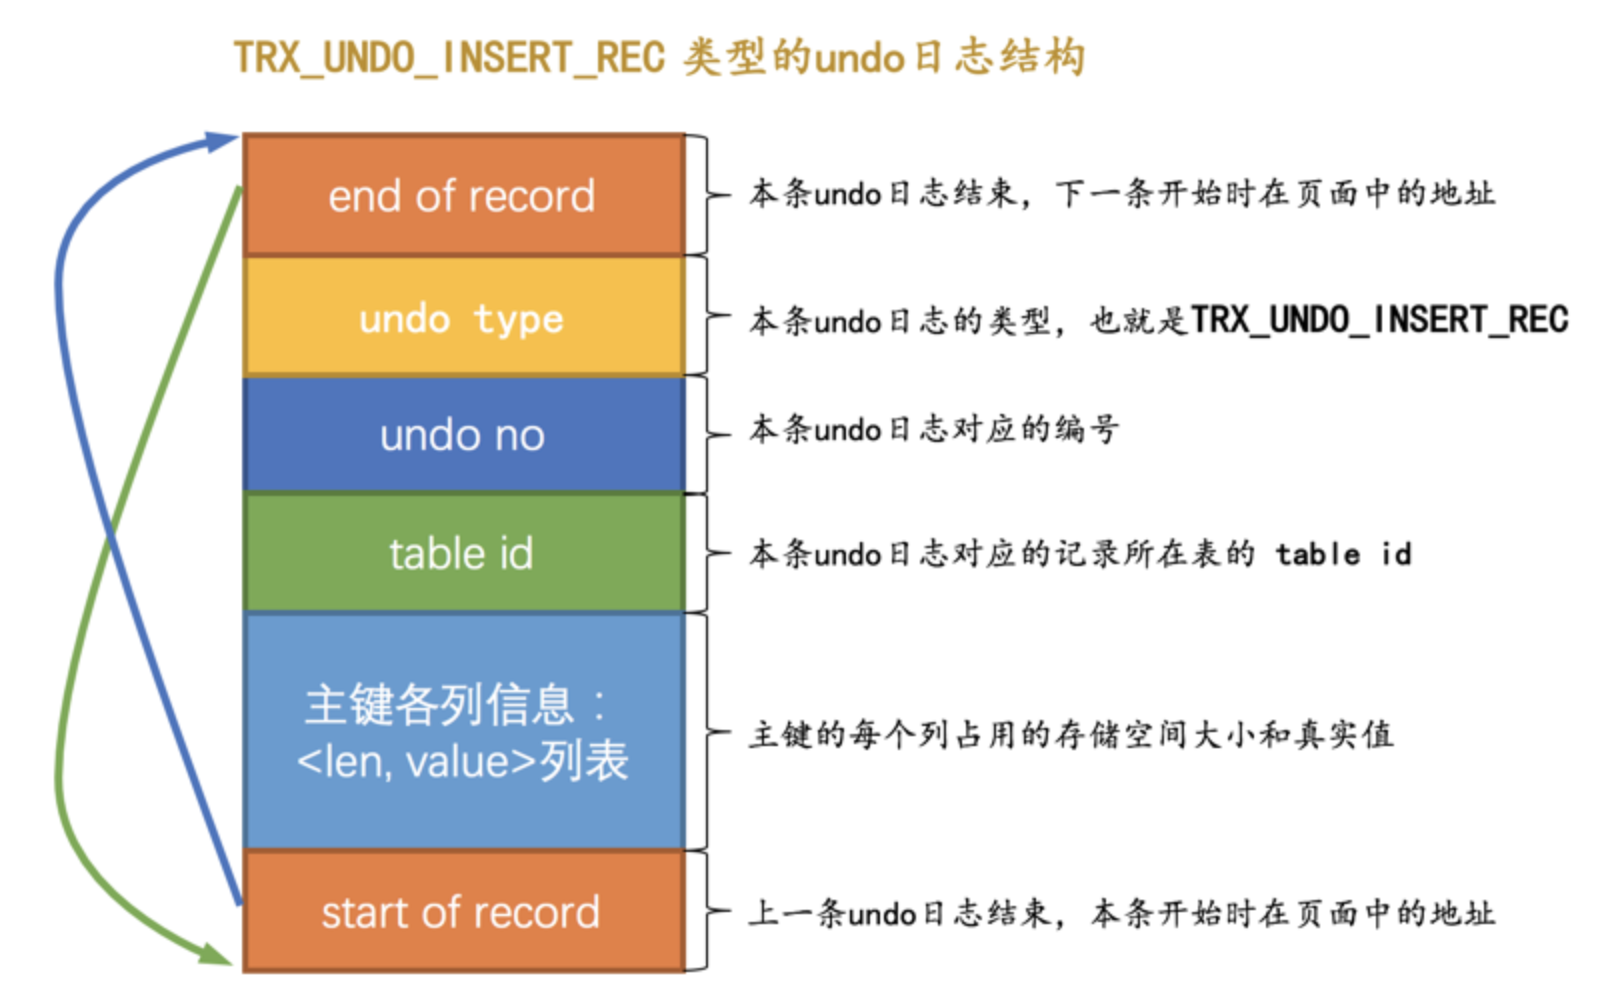 TRX_UNDO_INSERT_REC 类型的undo日志结构
end of record
本条undo日志结束，下一条开始时在页面中的地址
undo type
本条undo日志的类型，也就是TRX_UNDO_INSERT_REC
undo no
本条undo日志对应的编号
table id
本条undo日志对应的记录所在表的 table id
主键各列信息：
<len, value>列表
主键的每个列占用的存储空间大小和真实值
start of record
上一条undo日志结束，本条开始时在页面中的地址